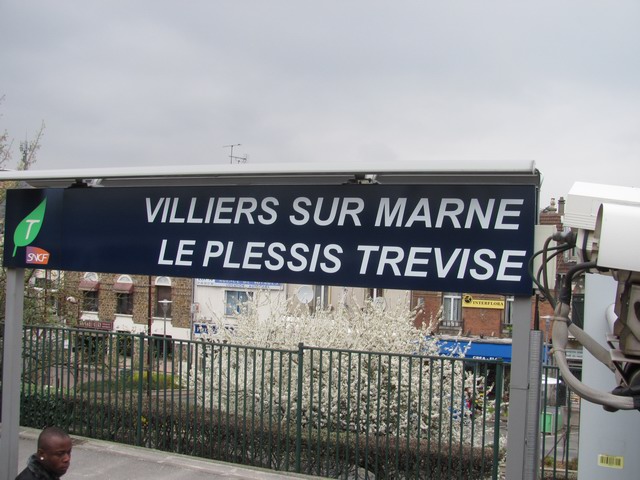 VILLIERS SUR MARNE
LE PLESSIS TREVISE
T
SNCF
INTERFLORA